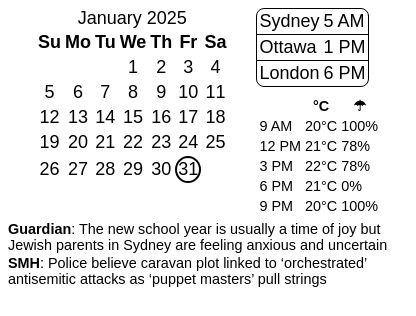 January 2025
Su Mo Tu We Th Fr Sa
1 2 3 4
5 6 7 8 9 10 11
12 13 14 15 16 17 18
19 20 21 22 23 24 25
26 27 28 29 30 31
Sydney 5 AM
Ottawa 1 PM
London 6 PM
°C ☂
9 AM 20°C 100%
12 PM 21°C 78%
3 PM 22°C 78%
6 PM 21°C 0%
9 PM 20°C 100%
Guardian: The new school year is usually a time of joy but
Jewish parents in Sydney are feeling anxious and uncertain
SMH: Police believe caravan plot linked to ‘orchestrated’
antisemitic attacks as ‘puppet masters’ pull strings